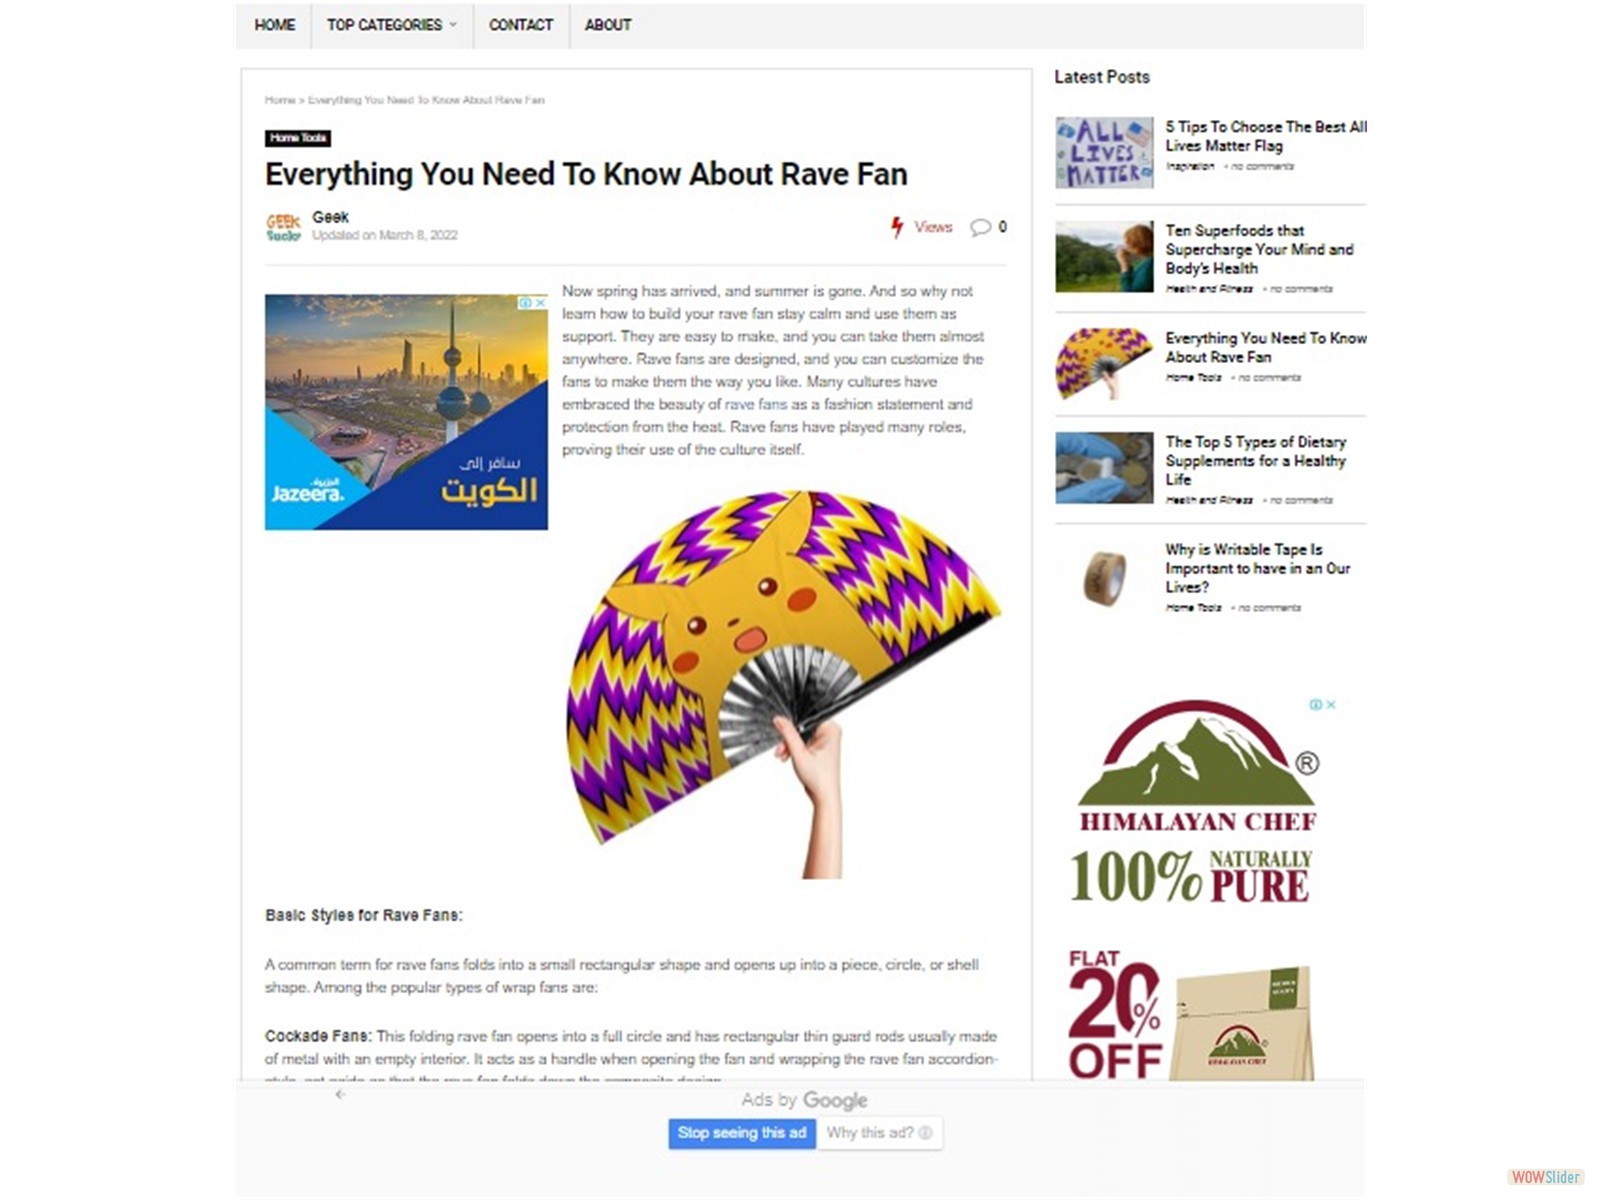 HOME
TOP CATEGORIES
CONTACT
ABOUT
Home » Everything You Need To Know About Rave Fan
Home Tools
Everything You Need To Know About Rave Fan
GEEK
Geek
Updated on March 8, 2022
Views
0
Now spring has arrived, and summer is gone. And so why not
learn how to build your rave fan stay calm and use them as
support. They are easy to make, and you can take them almost
anywhere. Rave fans are designed, and you can customize the
fans to make them the way you like. Many cultures have
embraced the beauty of rave fans as a fashion statement and
protection from the heat. Rave fans have played many roles,
proving their use of the culture itself.
سافر إلى
الكويت
الجزيرة.
Jazeera.
Basic Styles for Rave Fans:
A common term for rave fans folds into a small rectangular shape and opens up into a piece, circle, or shell
shape. Among the popular types of wrap fans are:
Cockade Fans: This folding rave fan opens into a full circle and has rectangular thin guard rods usually made
of metal with an empty interior. It acts as a handle when opening the fan and wrapping the rave fan accordion-
Latest Posts
ALL
LIVES
MATTER
5 Tips To Choose The Best All
Lives Matter Flag
Inspiration • no comments
Ten Superfoods that
Supercharge Your Mind and
Body's Health
Health and Fitness • no comments
Everything You Need To Know
About Rave Fan
Home Tools • no comments
The Top 5 Types of Dietary
Supplements for a Healthy
Life
Health and Fitness • no comments
Why is Writable Tape Is
Important to have in an Our
Lives?
Home Tools • no comments
®
HIMALAYAN CHEF
100% NATURALLY
PURE
FLAT
20%
OFF
HIMALAYAN CHEF
Ads by Google
Stop seeing this ad
Why this ad?
WOWSlider